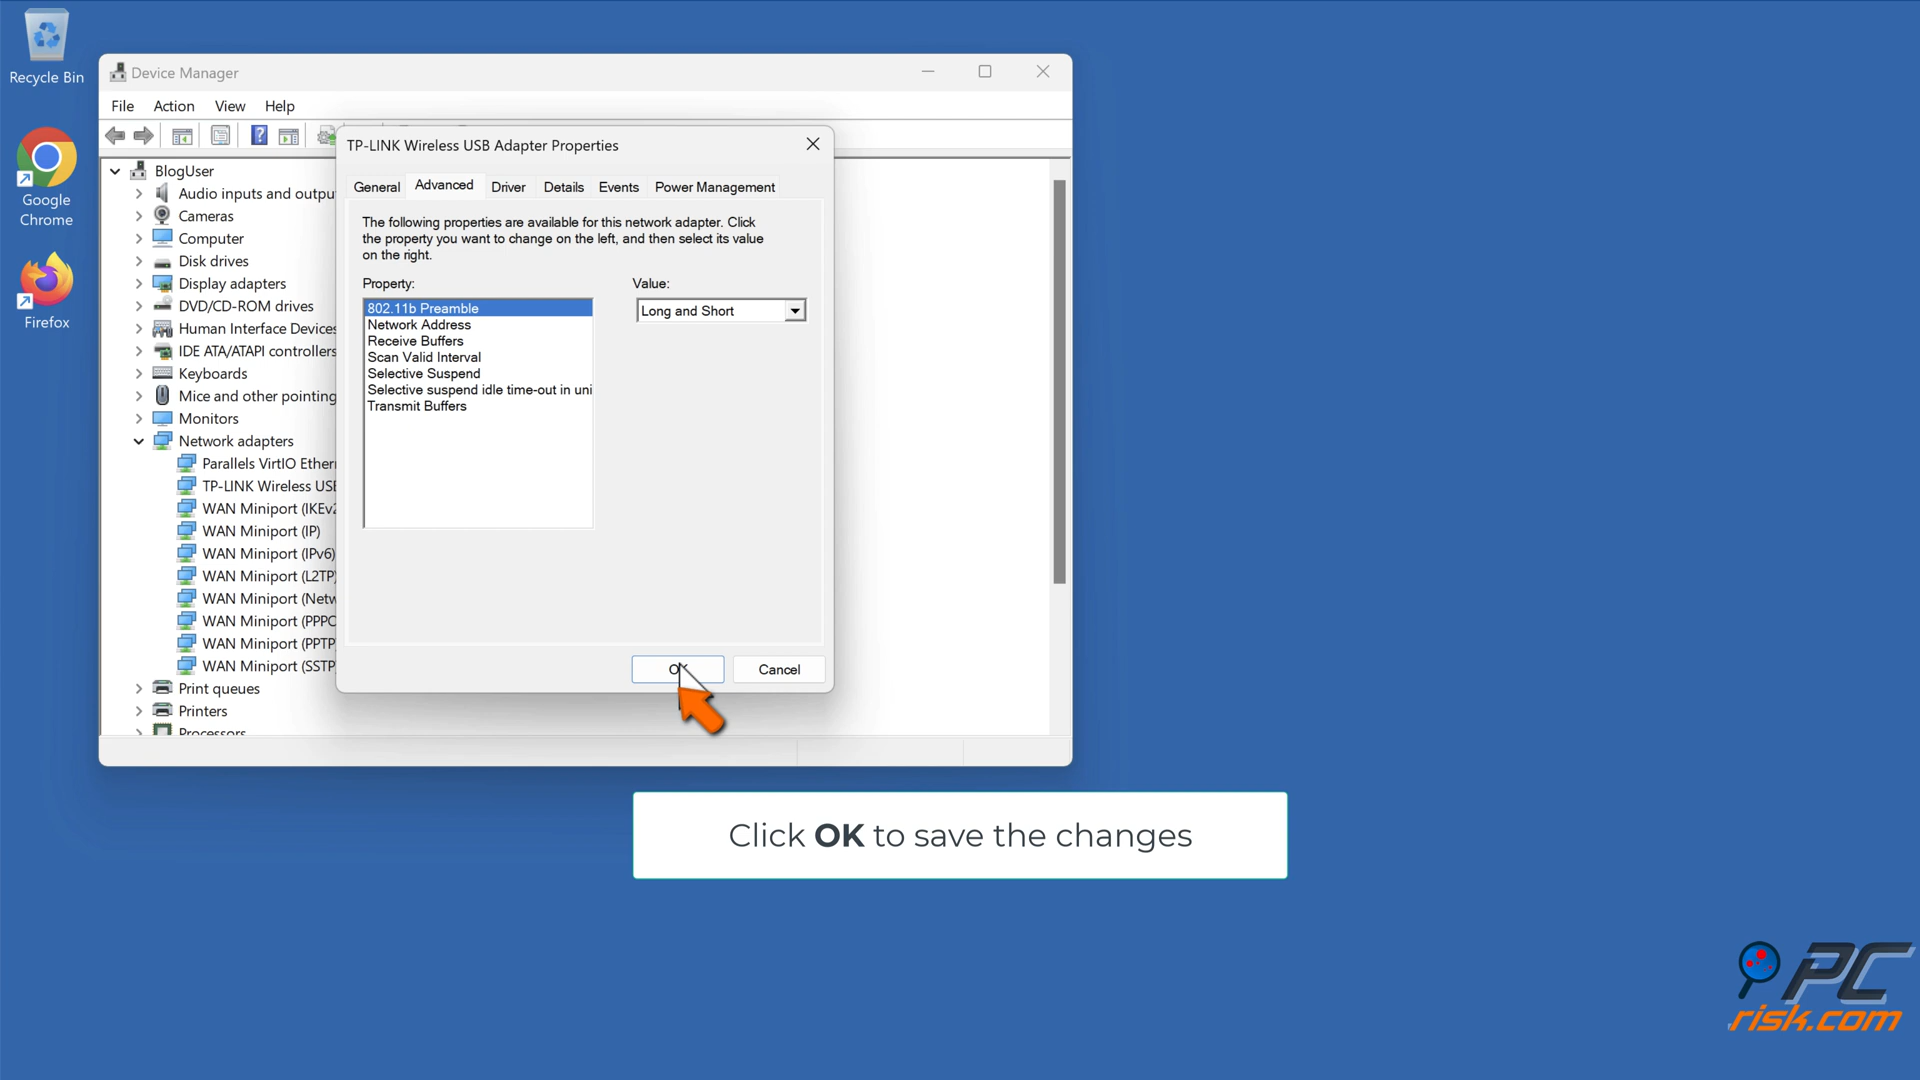 Recycle Bin
Google
Chrome
Firefox
Device Manager
File Action View Help
BlogUser
Audio inputs and outpu
Cameras
Computer
Disk drives
Display adapters
DVD/CD-ROM drives
Human Interface Devices
IDE ATA/ATAPI controllers
Keyboards
Mice and other pointing
Monitors
Network adapters
Parallels VirtIO Ether
TP-LINK Wireless USB
WAN Miniport (IKEv2
WAN Miniport (IP)
WAN Miniport (IPv6)
WAN Miniport (L2TP)
WAN Miniport (Netw
WAN Miniport (PPPO
WAN Miniport (PPTP
WAN Miniport (SSTP
Print queues
Printers
Processors
TP-LINK Wireless USB Adapter Properties
General Advanced Driver Details Events Power Management
The following properties are available for this network adapter. Click
the property you want to change on the left, and then select its value
on the right.
Property:
802.11b Preamble
Network Address
Receive Buffers
Scan Valid Interval
Selective Suspend
Selective suspend idle time-out in uni
Transmit Buffers
Value:
Long and Short
OK Cancel
Click OK to save the changes
PC
risk.com